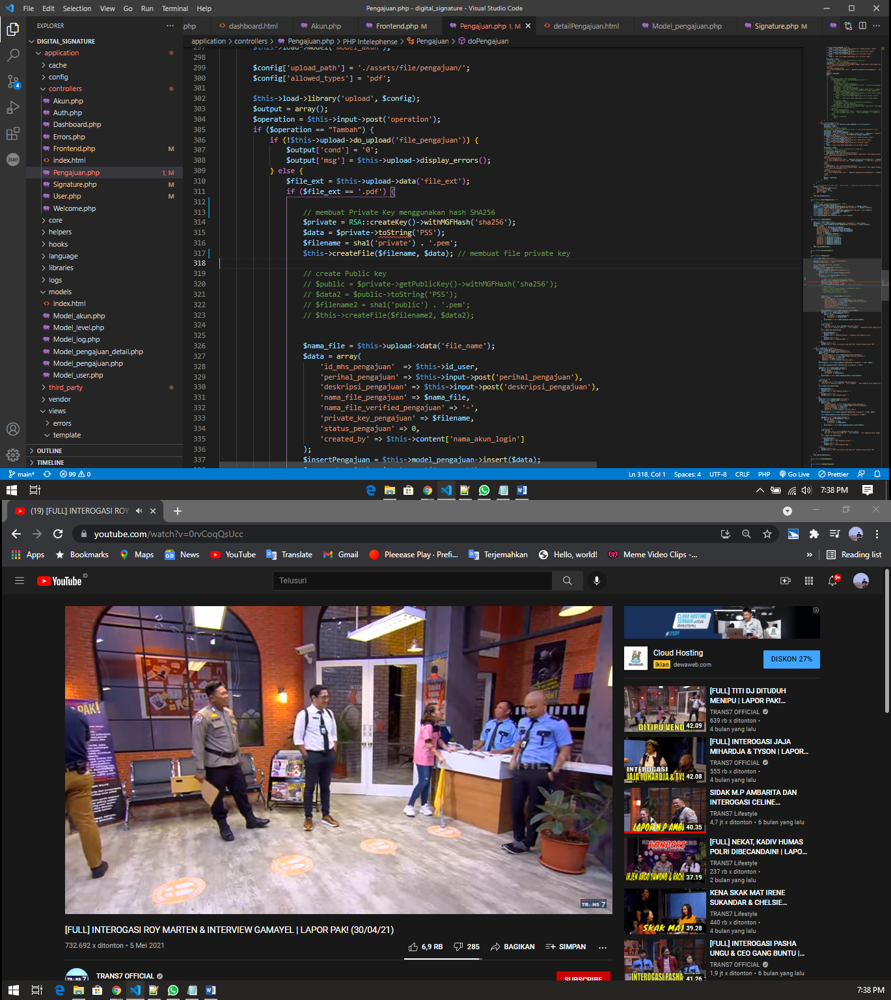 File Edit Selection View Go Run Terminal Help
Pengajuan.php - digital_signature - Visual Studio Code
EXPLORER
php dashboard.html Akun.php Frontend.php M Pengajuan.php 1, M detailPengajuan.html Model_pengajuan.php Signature.php M
application > controllers > Pengajuan.php > PHP Intelephense > Pengajuan > doPengajuan
DIGITAL_SIGNATURE
application
cache
config
controllers
Akun.php
Auth.php
Dashboard.php
Errors.php
Frontend.php M
index.html
Pengajuan.php 1, M
Signature.php M
User.php M
Welcome.php
core
helpers
hooks
language
libraries
logs
models
index.html
Model_akun.php
Model_level.php
Model_log.php
Model_pengajuan_detail.php
Model_pengajuan.php
Model_user.php
third_party
vendor
views
errors
template
OUTLINE
TIMELINE
4
Json
297 $this->load->model('model_akun');
298
299 $config['upload_path'] = './assets/file/pengajuan/';
300 $config['allowed_types'] = 'pdf';
301
302 $this->load->library('upload', $config);
303 $output = array();
304 $operation = $this->input->post('operation');
305 if ($operation == "Tambah") {
306 if (!$this->upload->do_upload('file_pengajuan')) {
307 $output['cond'] = '0';
308 $output['msg'] = $this->upload->display_errors();
309 } else {
310 $file_ext = $this->upload->data('file_ext');
311 if ($file_ext == '.pdf') {
312
313 // membuat Private Key menggunakan hash SHA256
314 $private = RSA::createKey()->withMGFHash('sha256');
315 $data = $private->toString('PSS');
316 $filename = sha1('private') . '.pem';
317 $this->createFile($filename, $data); // membuat file private key
318
319 // create Public key
320 // $public = $private->getPublicKey()->withMGFHash('sha256');
321 // $data2 = $public->toString('PSS');
322 // $filename2 = sha1('public') . '.pem';
323 // $this->createFile($filename2, $data2);
324
325
326 $nama_file = $this->upload->data('file_name');
327 $data = array(
328 'id_mhs_pengajuan' => $this->id_user,
329 'perihal_pengajuan' => $this->input->post('perihal_pengajuan'),
330 'deskripsi_pengajuan' => $this->input->post('deskripsi_pengajuan'),
331 'nama_file_pengajuan' => $nama_file,
332 'nama_file_verified_pengajuan' => '-',
333 'private_key_pengajuan' => $filename,
334 'status_pengajuan' => 0,
335 'created_by' => $this->content['nama_akun_login']
336 );
337 $insertPengajuan = $this->model_pengajuan->insert($data);
main* 99 0 Ln 318, Col 1 Spaces: 4 UTF-8 CRLF PHP Go Live Prettier
7:38 PM
(19) [FULL] INTEROGASI ROY
youtube.com/watch?v=0rvCoqQsUcc
Apps Bookmarks Maps News YouTube Translate Gmail Pleeease Play · Prefi... Terjemahkan Hello, world! Meme Video Clips -... » Reading list
YouTube ID
Telusuri
9+
PAK!
TRANS 7
[FULL] INTEROGASI ROY MARTEN & INTERVIEW GAMAYEL | LAPOR PAK! (30/04/21)
732.692 x ditonton • 5 Mei 2021
6,9 RB 285 BAGIKAN SIMPAN
TRANS7
TRANS7 OFFICIAL
SUBSCRIBE
CLOUD HOSTING
TERBAIK untuk
Websitemu
Cloud Hosting
Iklan dewaweb.com
dewaweb
DISKON 27%
DITIPU VEND
42.09
[FULL] TITI DJ DITUDUH
MENIPU | LAPOR PAK!...
TRANS7 OFFICIAL
639 rb x ditonton •
4 bulan yang lalu
INTEROGASI
JAJA MIHARDJA & TYS
42.08
[FULL] INTEROGASI JAJA
MIHARDJA & TYSON | LAPOR...
TRANS7 OFFICIAL
555 rb x ditonton •
4 bulan yang lalu
LAPOR! M.P AMBA
40.35
SIDAK M.P AMBARITA DAN
INTEROGASI CELINE...
TRANS7 Lifestyle
4,7 jt x ditonton • 6 bulan yang lalu
KONPERS
IRJEN ARGO YUWONO & RACH
37.19
[FULL] NEKAT, KADIV HUMAS
POLRI DIBECANDAIN! | LAPO...
TRANS7 Lifestyle
237 rb x ditonton •
2 bulan yang lalu
SKAK MAT
39.28
KENA SKAK MAT IRENE
SUKANDAR & CHELSIE...
TRANS7 Lifestyle
440 rb x ditonton •
4 bulan yang lalu
INTEROGASI PASHA
41.26
[FULL] INTEROGASI PASHA
UNGU & CEO GANG BUNTU |...
TRANS7 OFFICIAL
1,9 jt x ditonton • 6 bulan yang lalu
7:38 PM